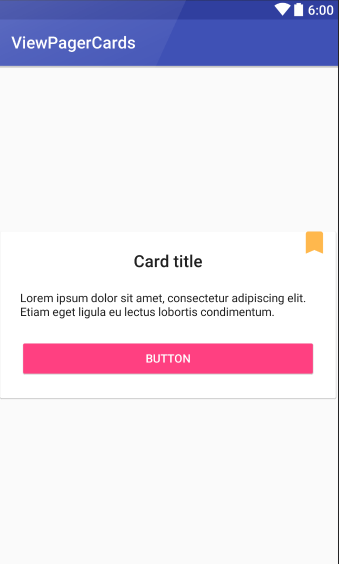 6:00
ViewPagerCards
Card title
Lorem ipsum dolor sit amet, consectetur adipiscing elit.
Etiam eget ligula eu lectus lobortis condimentum.
BUTTON